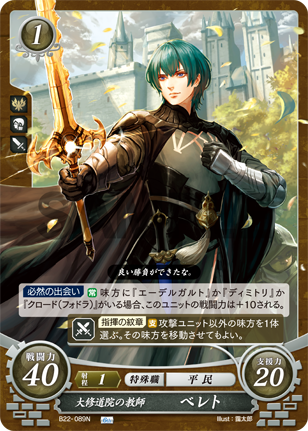 1
良い勝負ができたな。
必然の出会い 常 味方に『エーデルガルト』か『ディミトリ』か
『クロード(フォドラ)』がいる場合、このユニットの戦闘力は+10される。
指揮の紋章 支 攻撃ユニット以外の味方を1体
選ぶ。その味方を移動させてもよい。
戦闘力
40
射程 1 特殊職 平民
支援力
20
大修道院の教師 ベレト
B22-089N
Illust:露太郎